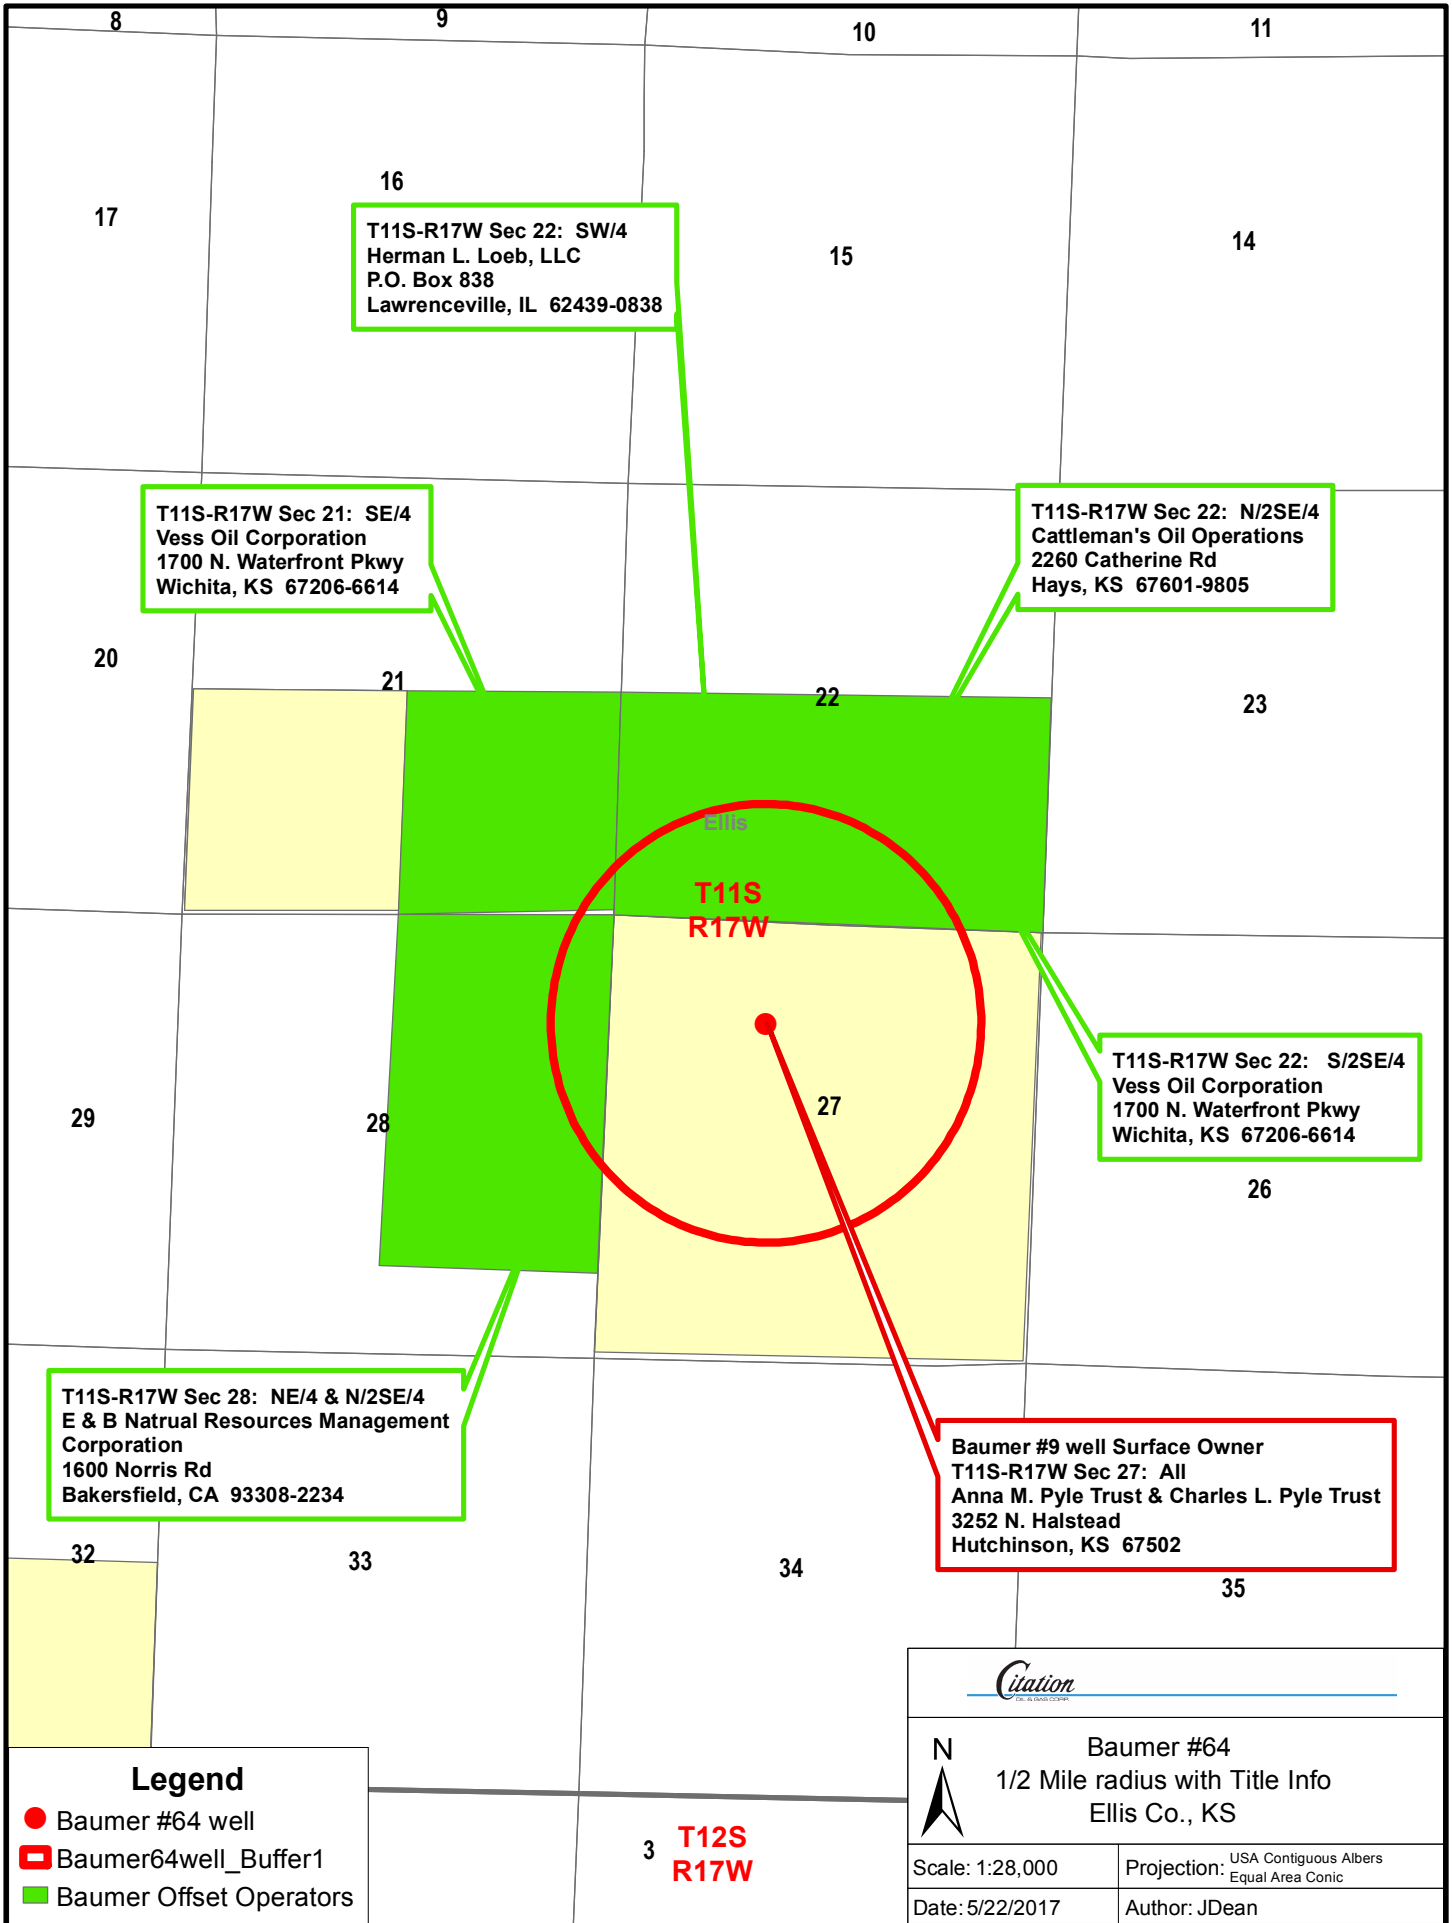 8
9
10
11
16
17
T11S-R17W Sec 22:  SW/4
Herman L. Loeb, LLC
P.O. Box 838
Lawrenceville, IL  62439-0838
15
14
T11S-R17W Sec 21:  SE/4
Vess Oil Corporation
1700 N. Waterfront Pkwy
Wichita, KS  67206-6614
T11S-R17W Sec 22:  N/2SE/4
Cattleman's Oil Operations
2260 Catherine Rd
Hays, KS  67601-9805
20
21
22
23
Ellis
T11S
R17W
T11S-R17W Sec 22:   S/2SE/4
Vess Oil Corporation
1700 N. Waterfront Pkwy
Wichita, KS  67206-6614
29
28
27
26
T11S-R17W Sec 28:  NE/4 & N/2SE/4
E & B Natrual Resources Management
Corporation
1600 Norris Rd
Bakersfield, CA  93308-2234
Baumer #9 well Surface Owner
T11S-R17W Sec 27:  All
Anna M. Pyle Trust & Charles L. Pyle Trust
3252 N. Halstead
Hutchinson, KS  67502
32
33
34
35
Legend
Baumer #64 well
Baumer64well_Buffer1
Baumer Offset Operators
3
T12S
R17W
Citation
OIL & GAS CORP.
N
Baumer #64
1/2 Mile radius with Title Info
Ellis Co., KS
Scale: 1:28,000
Projection: USA Contiguous Albers
Equal Area Conic
Date: 5/22/2017
Author: JDean